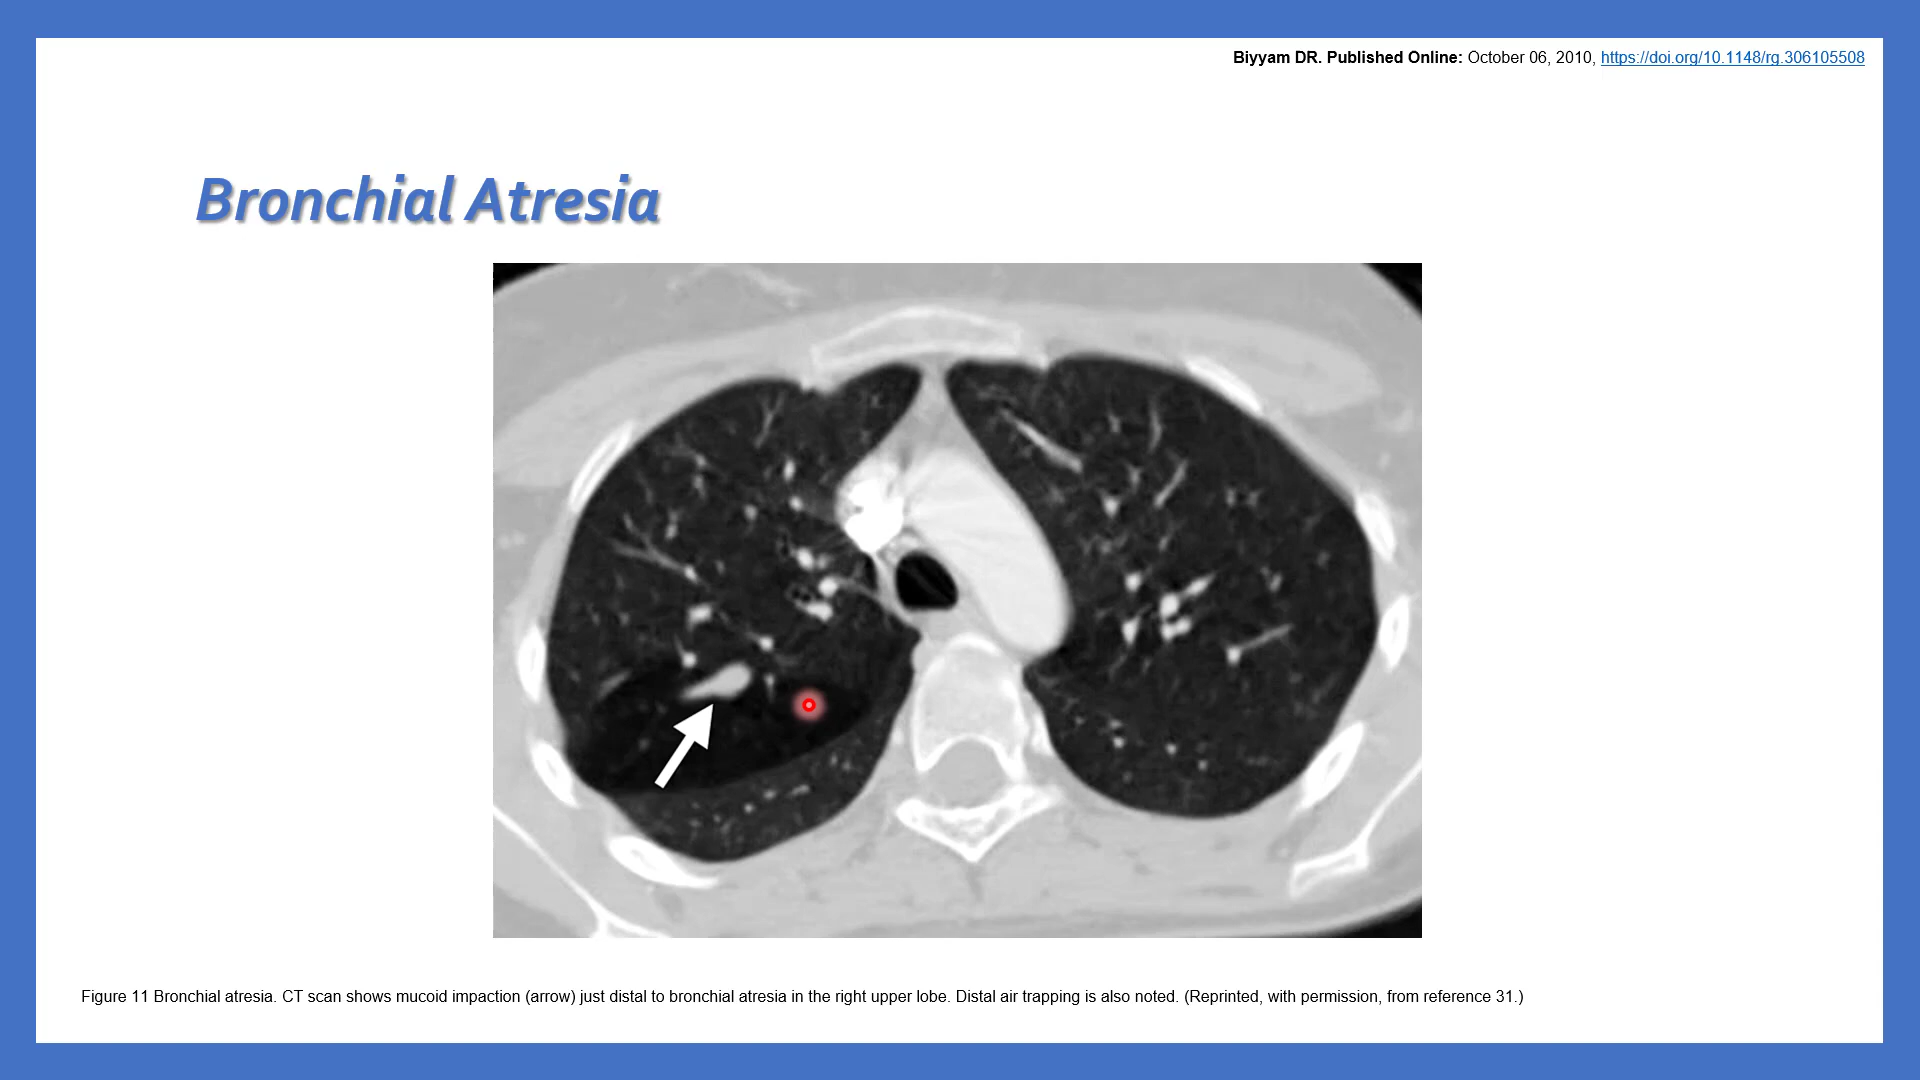 Biyyam DR. Published Online: October 06, 2010, https://doi.org/10.1148/rg.306105508
Bronchial Atresia
Figure 11 Bronchial atresia. CT scan shows mucoid impaction (arrow) just distal to bronchial atresia in the right upper lobe. Distal air trapping is also noted. (Reprinted, with permission, from reference 31.)